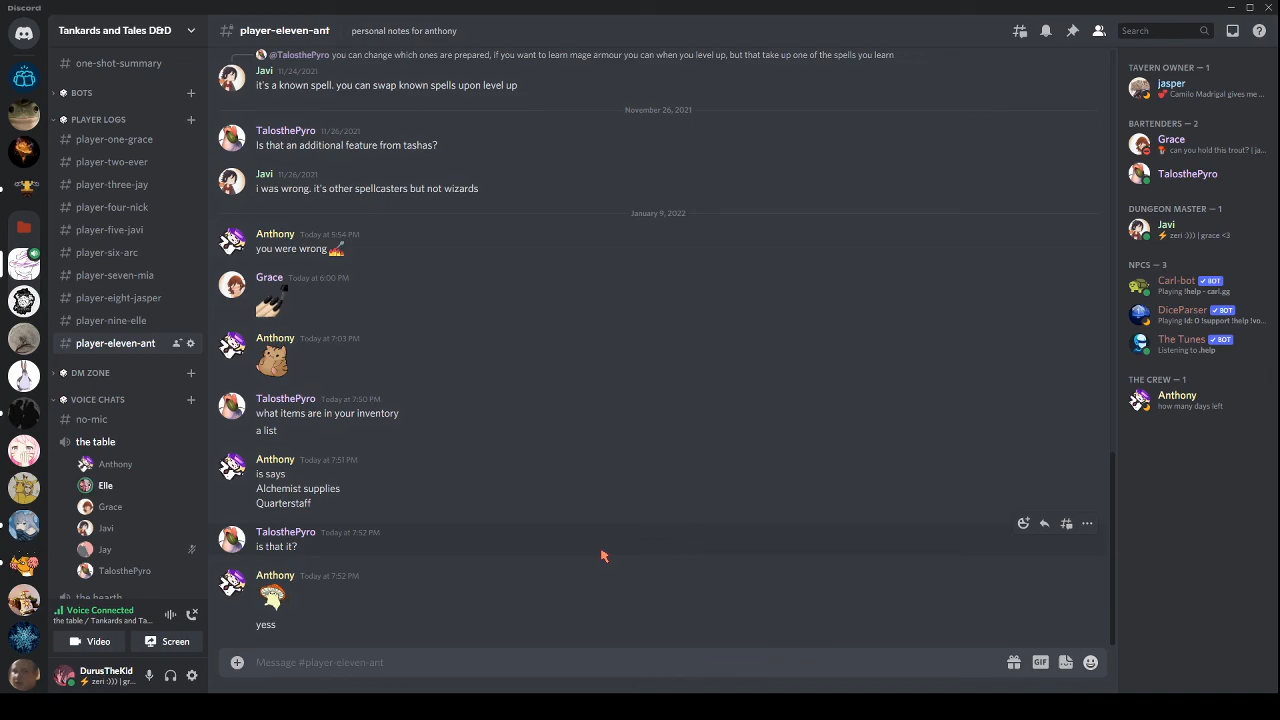 Discord
Tankards and Tales D&D
player-eleven-ant
personal notes for anthony
Search
one-shot-summary
BOTS
PLAYER LOGS
player-one-grace
player-two-ever
player-three-jay
player-four-nick
player-five-javi
player-six-arc
player-seven-mia
player-eight-jasper
player-nine-elle
player-eleven-ant
DM ZONE
VOICE CHATS
no-mic
the table
Anthony
Elle
Grace
Javi
Jay
TalosthePyro
the hearth
Voice Connected
the table / Tankards and Ta...
Video
Screen
DurusTheKid
⚡ zeri :))) | gr...
@TalosthePyro you can change which ones are prepared, if you want to learn mage armour you can when you level up, but that take up one of the spells you learn
Javi 11/24/2021
it's a known spell. you can swap known spells upon level up
November 26, 2021
TalosthePyro 11/26/2021
Is that an additional feature from tashas?
Javi 11/26/2021
i was wrong. it's other spellcasters but not wizards
January 9, 2022
Anthony Today at 5:54 PM
you were wrong
Grace Today at 6:00 PM
Anthony Today at 7:03 PM
TalosthePyro Today at 7:50 PM
what items are in your inventory
a list
Anthony Today at 7:51 PM
is says
Alchemist supplies
Quarterstaff
TalosthePyro Today at 7:52 PM
is that it?
Anthony Today at 7:52 PM
yess
Message #player-eleven-ant
GIF
TAVERN OWNER — 1
jasper
💕 Camilo Madrigal gives me ...
BARTENDERS — 2
Grace
can you hold this trout? | ja...
TalosthePyro
DUNGEON MASTER — 1
Javi
⚡ zeri :))) | grace <3
NPCS — 3
Carl-bot ✓ BOT
Playing !help - carl.gg
DiceParser ✓ BOT
Playing Id: 0 !support !help !vo...
The Tunes ✓ BOT
Listening to .help
THE CREW — 1
Anthony
how many days left